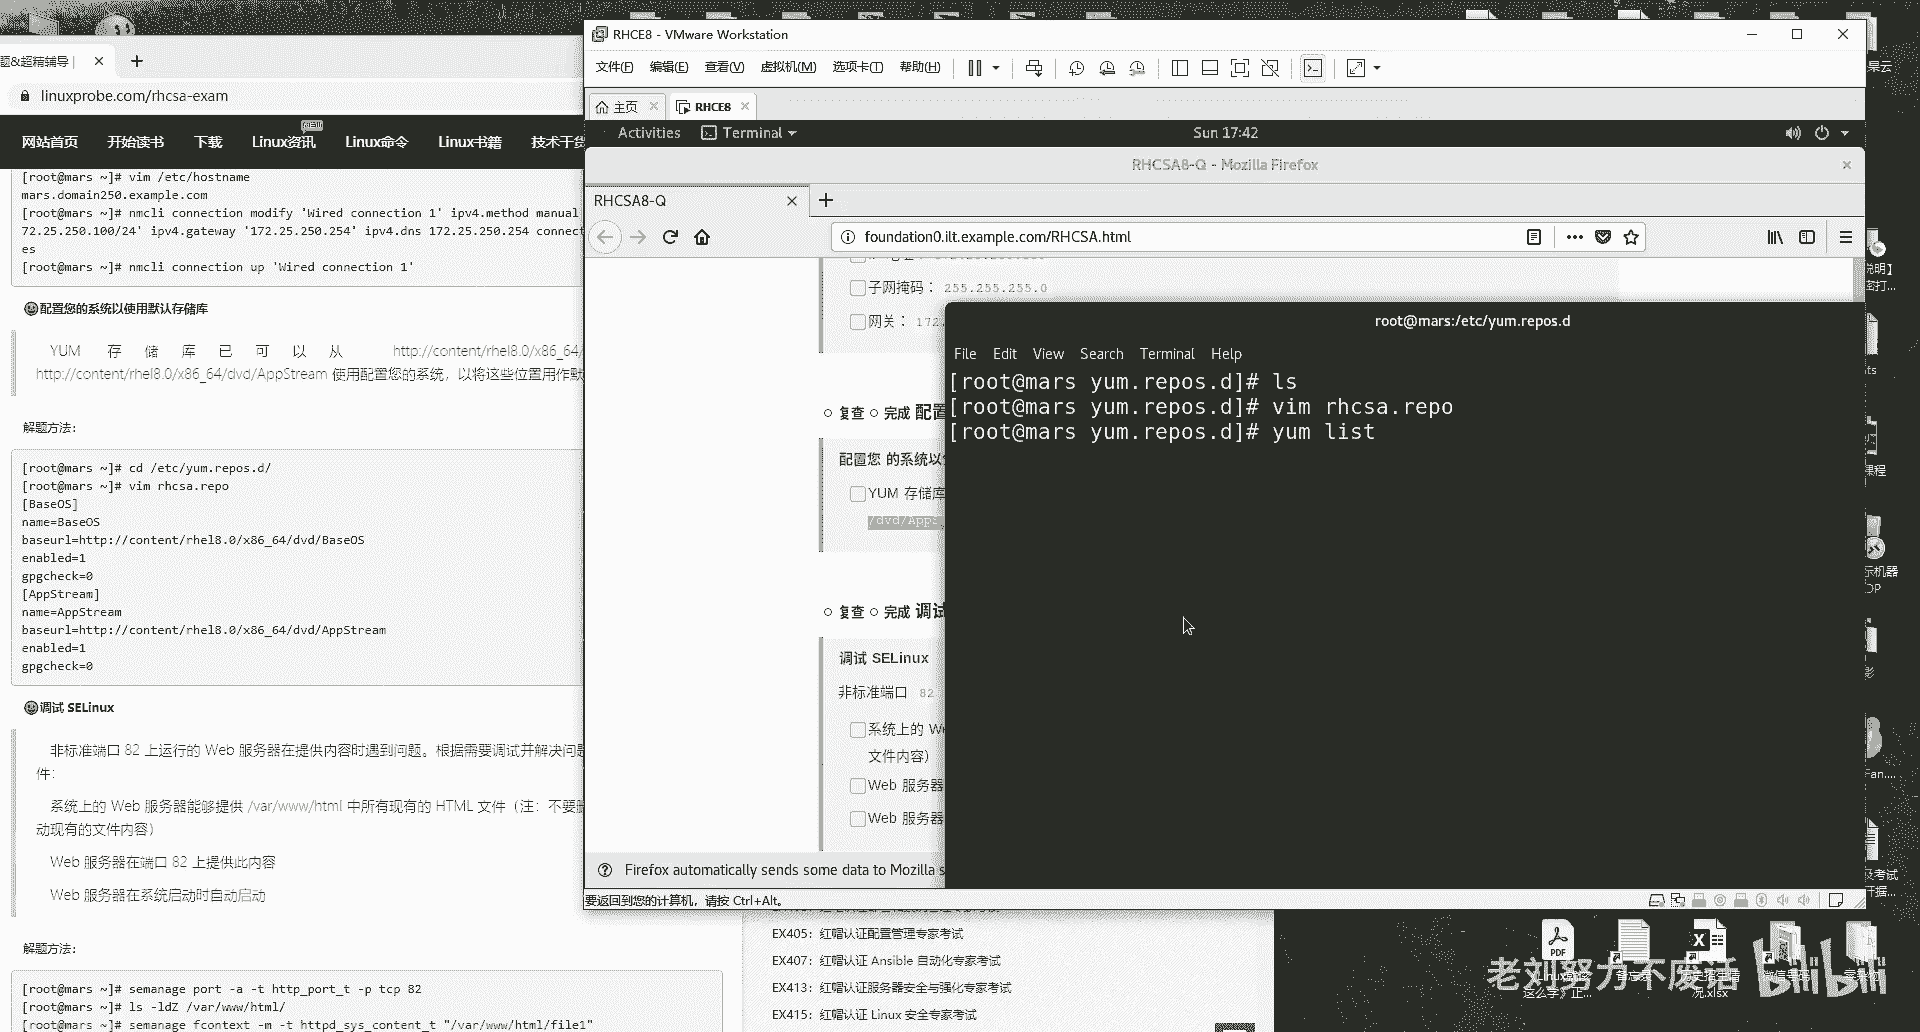 RHCE8 - VMware Workstation
文件(F) 编辑(E) 查看(V) 虚拟机(M) 选项卡(T) 帮助(H)
主页 RHCE8
Activities Terminal Sun 17:42
RHCSA8-Q - Mozilla Firefox
RHCSA8-Q
foundation0.ilt.example.com/RHCSA.html
子网掩码： 255.255.255.0
网关： 172.
复查 完成 配置
配置您 的系统以
YUM 存储库
/dvd/AppS
复查 完成 调试
调试 SELinux
非标准端口 82
系统上的 We
文件内容）
Web 服务器
Web 服务器
Firefox automatically sends some data to Mozilla s
要返回到您的计算机，请按 Ctrl+Alt。
root@mars:/etc/yum.repos.d
File Edit View Search Terminal Help
[root@mars yum.repos.d]# ls
[root@mars yum.repos.d]# vim rhcsa.repo
[root@mars yum.repos.d]# yum list
题&超精辅导 |
linuxprobe.com/rhcsa-exam
网站首页 开始读书 下载 Linux资讯 Linux命令 Linux书籍 技术干货
[root@mars ~]# vim /etc/hostname
mars.domain250.example.com
[root@mars ~]# nmcli connection modify 'Wired connection 1' ipv4.method manual
72.25.250.100/24' ipv4.gateway '172.25.250.254' ipv4.dns 172.25.250.254 connect
es
[root@mars ~]# nmcli connection up 'Wired connection 1'
配置您的系统以使用默认存储库
YUM 存储库已可以从 http://content/rhel8.0/x86_64/
http://content/rhel8.0/x86_64/dvd/AppStream 使用配置您的系统，以将这些位置用作默
解题方法：
[root@mars ~]# cd /etc/yum.repos.d/
[root@mars ~]# vim rhcsa.repo
[BaseOS]
name=BaseOS
baseurl=http://content/rhel8.0/x86_64/dvd/BaseOS
enabled=1
gpgcheck=0
[AppStream]
name=AppStream
baseurl=http://content/rhel8.0/x86_64/dvd/AppStream
enabled=1
gpgcheck=0
调试 SELinux
非标准端口 82 上运行的 Web 服务器在提供内容时遇到问题。根据需要调试并解决问题
件：
系统上的 Web 服务器能够提供 /var/www/html 中所有现有的 HTML 文件（注：不要删
动现有的文件内容）
Web 服务器在端口 82 上提供此内容
Web 服务器在系统启动时自动启动
解题方法：
[root@mars ~]# semanage port -a -t http_port_t -p tcp 82
[root@mars ~]# ls -ldZ /var/www/html/
[root@mars ~]# semanage fcontext -m -t httpd_sys_content_t "/var/www/html/file1"
EX405：红帽认证配置管理专家考试
EX407：红帽认证 Ansible 自动化专家考试
EX413：红帽认证服务器安全与强化专家考试
EX415：红帽认证 Linux 安全专家考试
老刘努力不废话 bilibili